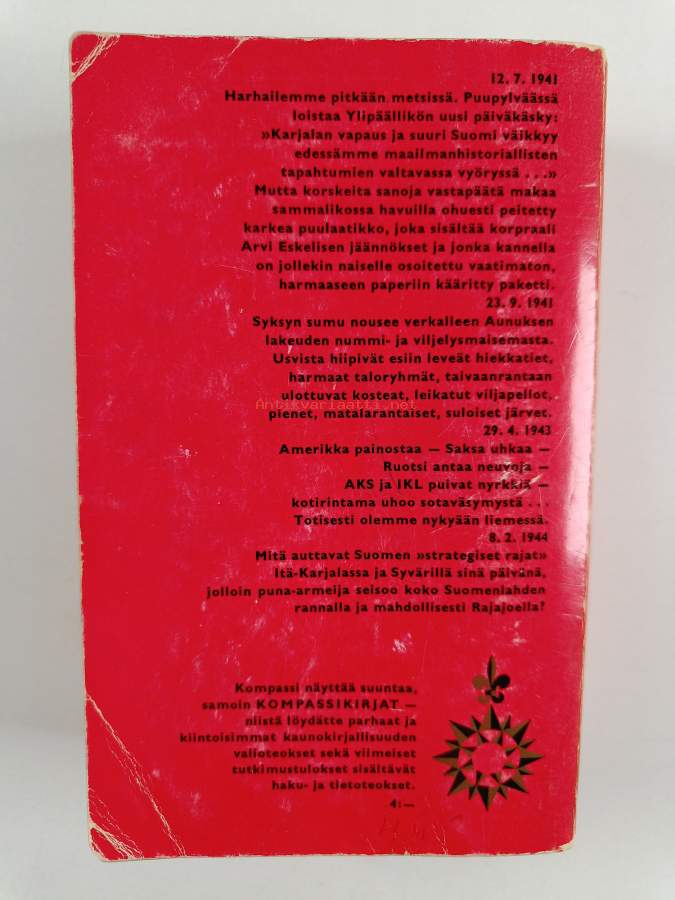 12. 7. 1941
Harhailemme pitkään metsissä. Puupylväässä
loistaa Ylipäällikön uusi päiväkäsky:
»Karjalan vapaus ja suuri Suomi väikkyy
edessämme maailmanhistoriallisten
tapahtumien valtavassa vyöryssä . . .»
Mutta korskeita sanoja vastapäätä makaa
sammalikossa havuilla ohuesti peitetty
karkea puulaatikko, joka sisältää korpraali
Arvi Eskelisen jäännökset ja jonka kannella
on jollekin naiselle osoitettu vaatimaton,
harmaaseen paperiin kääritty paketti.
23. 9. 1941
Syksyn sumu nousee verkalleen Aunuksen
lakeuden nummi- ja viljelysmaisemasta.
Usvista hiipivät esiin leveät hiekkatiet,
harmaat taloryhmät, taivaanrantaan
ulottuvat kosteat, leikatut viljapellot,
Antikvariaatti.net
pienet, matalarantaiset, suloiset järvet.
29. 4. 1943
Amerikka painostaa — Saksa uhkaa —
Ruotsi antaa neuvoja —
AKS ja IKL puivat nyrkkiä —
kotirintama uhoo sotaväsymystä . . .
Totisesti olemme nykyään liemessä.
8. 2. 1944
Mitä auttavat Suomen »strategiset rajat»
Itä-Karjalassa ja Syvärillä sinä päivänä,
jolloin puna-armeija seisoo koko Suomenlahden
rannalla ja mahdollisesti Rajajoella?
Kompassi näyttää suuntaa,
samoin KOMPASSIKIRJAT —
niistä löydätte parhaat ja
kiintoisimmat kaunokirjallisuuden
valioteokset sekä viimeiset
tutkimustulokset sisältävät
haku- ja tietoteokset.
4:—